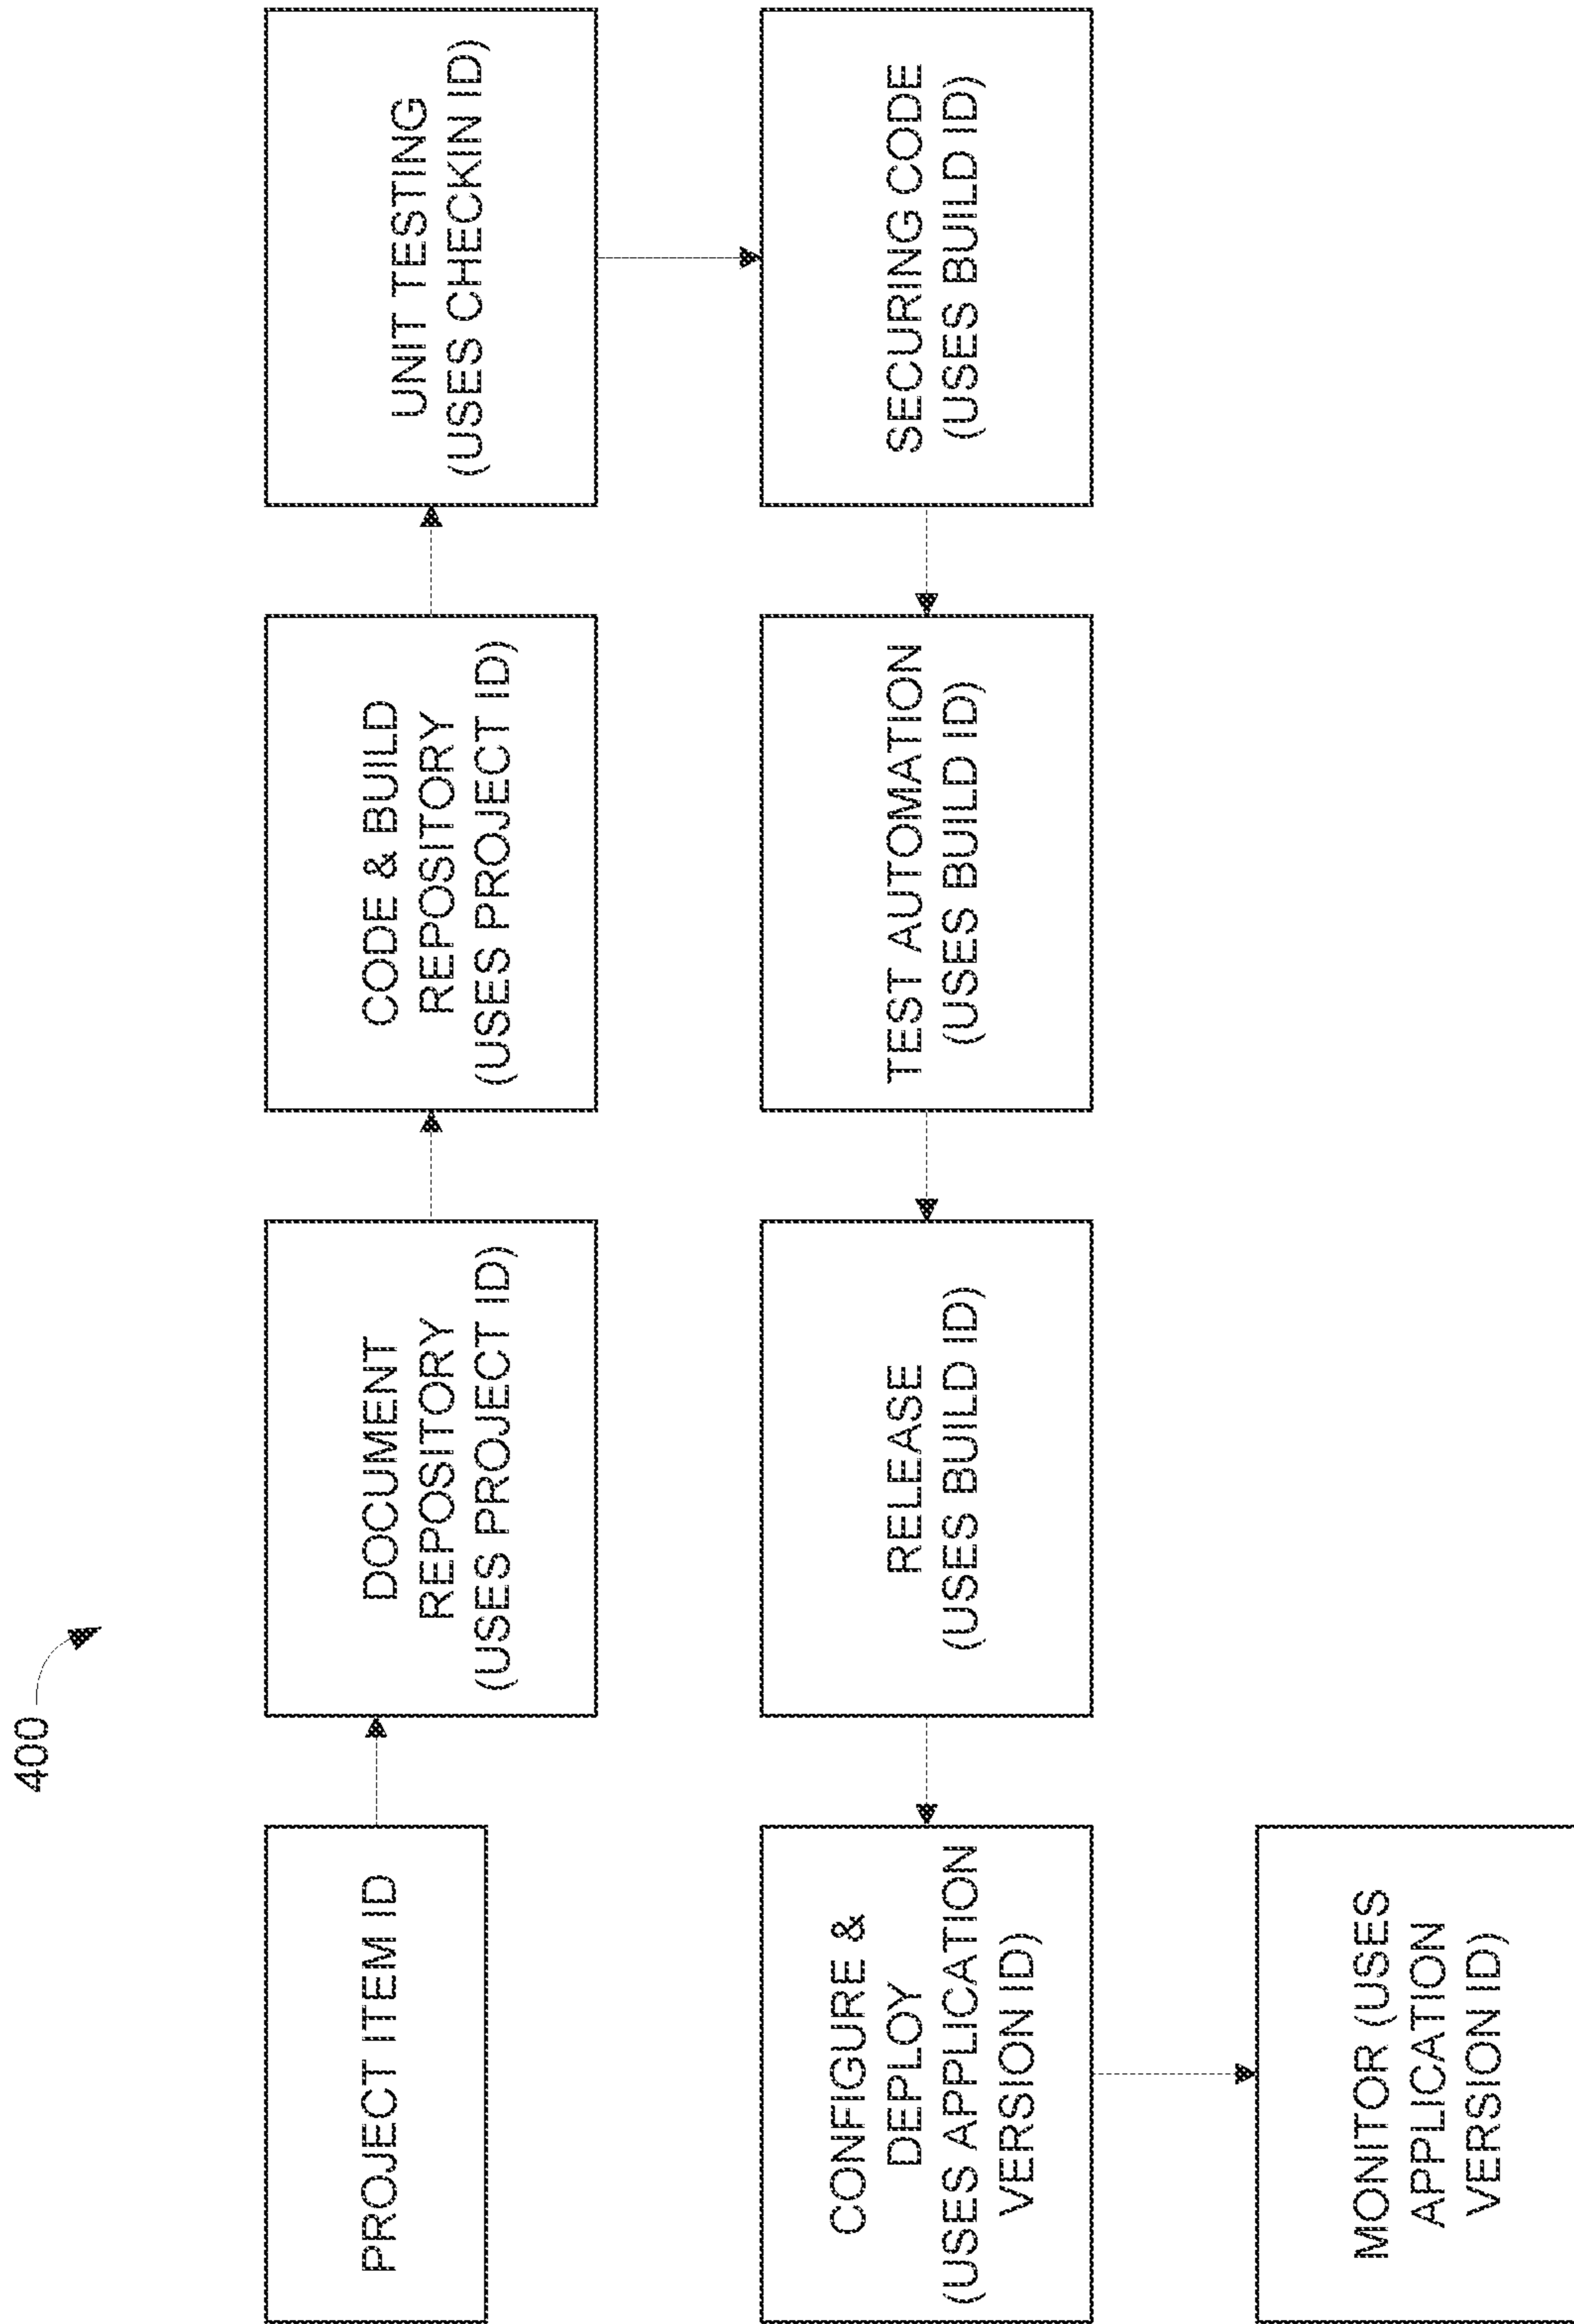 400
PROJECT ITEM ID
DOCUMENT
REPOSITORY
(USES PROJECT ID)
CODE & BUILD
REPOSITORY
(USES PROJECT ID)
UNIT TESTING
(USES CHECKIN ID)
SECURING CODE
(USES BUILD ID)
TEST AUTOMATION
(USES BUILD ID)
RELEASE
(USES BUILD ID)
CONFIGURE &
DEPLOY
(USES APPLICATION
VERSION ID)
MONITOR (USES
APPLICATION
VERSION ID)